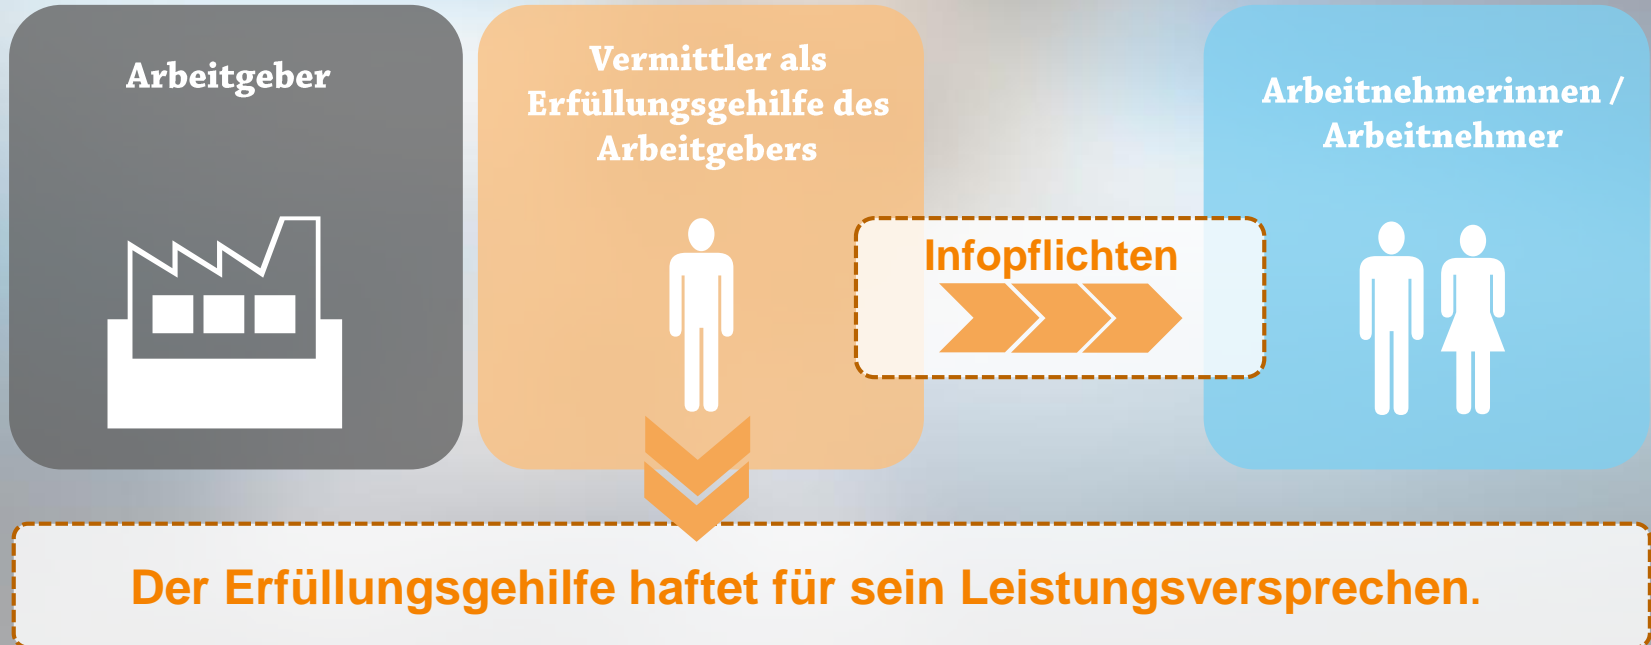 Arbeitgeber
Vermittler als
Erfüllungsgehilfe des
Arbeitgebers
Arbeitnehmerinnen /
Arbeitnehmer
Infopflichten
Der Erfüllungsgehilfe haftet für sein Leistungsversprechen.